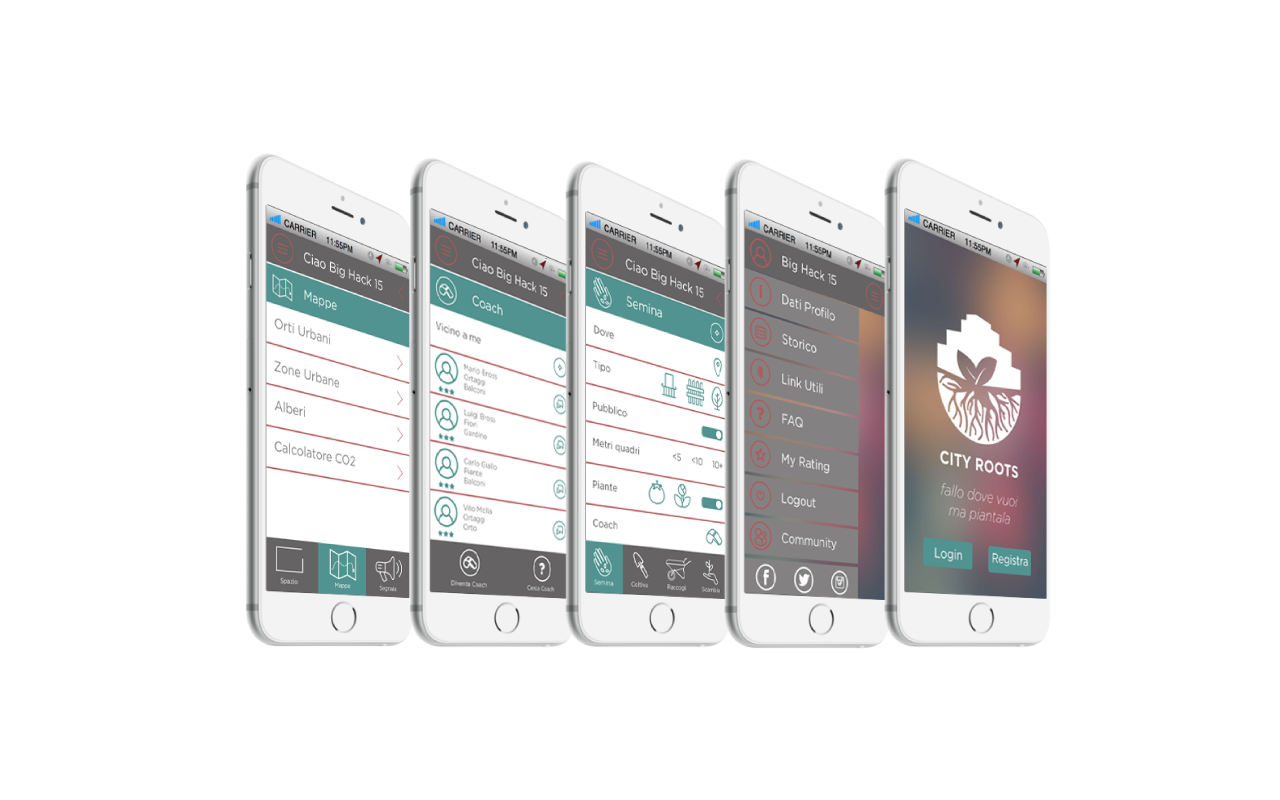 CARRIER
11:55PM
Ciao Big Hack 15
Mappe
Orti Urbani
Zone Urbane
Alberi
Calcolatore CO2
Spazio
Mappe
Segnala
CARRIER
11:55PM
Ciao Big Hack 15
Coach
Vicino a me
Mario Bross
Ortaggi
Balconi
Luigi Bross
Fiori
Giardino
Carlo Giallo
Piante
Balconi
Vito Molla
Ortaggi
Orto
Diventa Coach
Cerca Coach
CARRIER
11:55PM
Ciao Big Hack 15
Semina
Dove
Tipo
Pubblico
Metri quadri <5 <10 10+
Piante
Coach
Semina
Coltiva
Raccogli
Scambia
CARRIER
11:55PM
Big Hack 15
Dati Profilo
Storico
Link Utili
FAQ
My Rating
Logout
Community
CARRIER
11:55PM
CITY ROOTS
fallo dove vuoi
ma piantala
Login
Registra